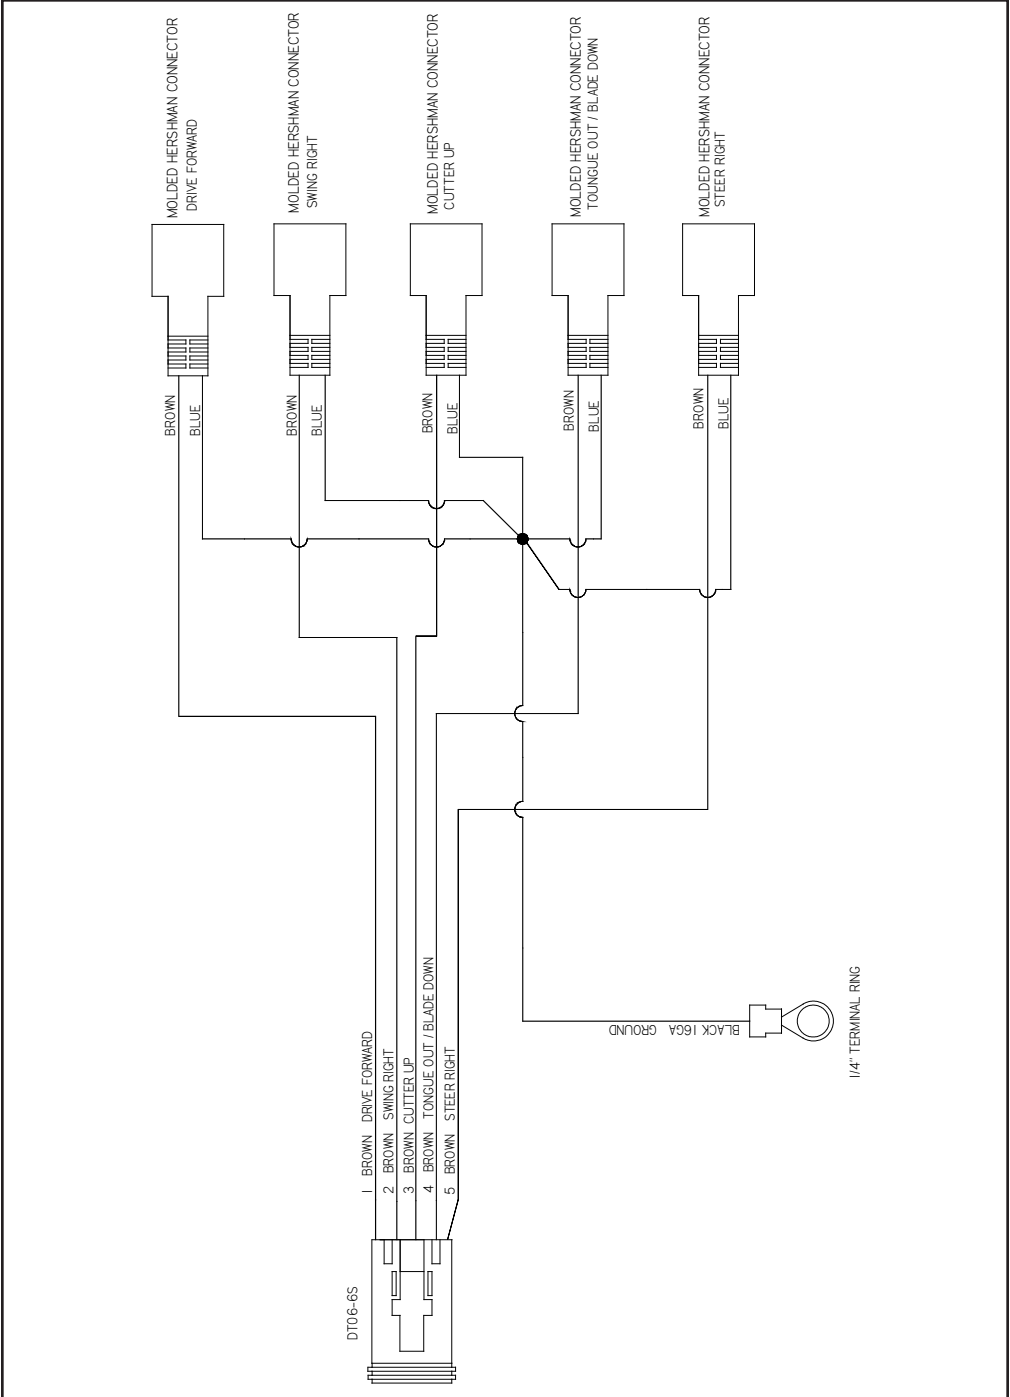 MOLDED HERSHMAN CONNECTOR
DRIVE FORWARD
MOLDED HERSHMAN CONNECTOR
SWING RIGHT
MOLDED HERSHMAN CONNECTOR
CUTTER UP
MOLDED HERSHMAN CONNECTOR
TOUNGUE OUT / BLADE DOWN
MOLDED HERSHMAN CONNECTOR
STEER RIGHT
BROWN
BLUE
BROWN
BLUE
BROWN
BLUE
BROWN
BLUE
BROWN
BLUE
1 BROWN DRIVE FORWARD
2 BROWN SWING RIGHT
3 BROWN CUTTER UP
4 BROWN TONGUE OUT / BLADE DOWN
5 BROWN STEER RIGHT
BLACK 16GA GROUND
1/4" TERMINAL RING
DT06-6S